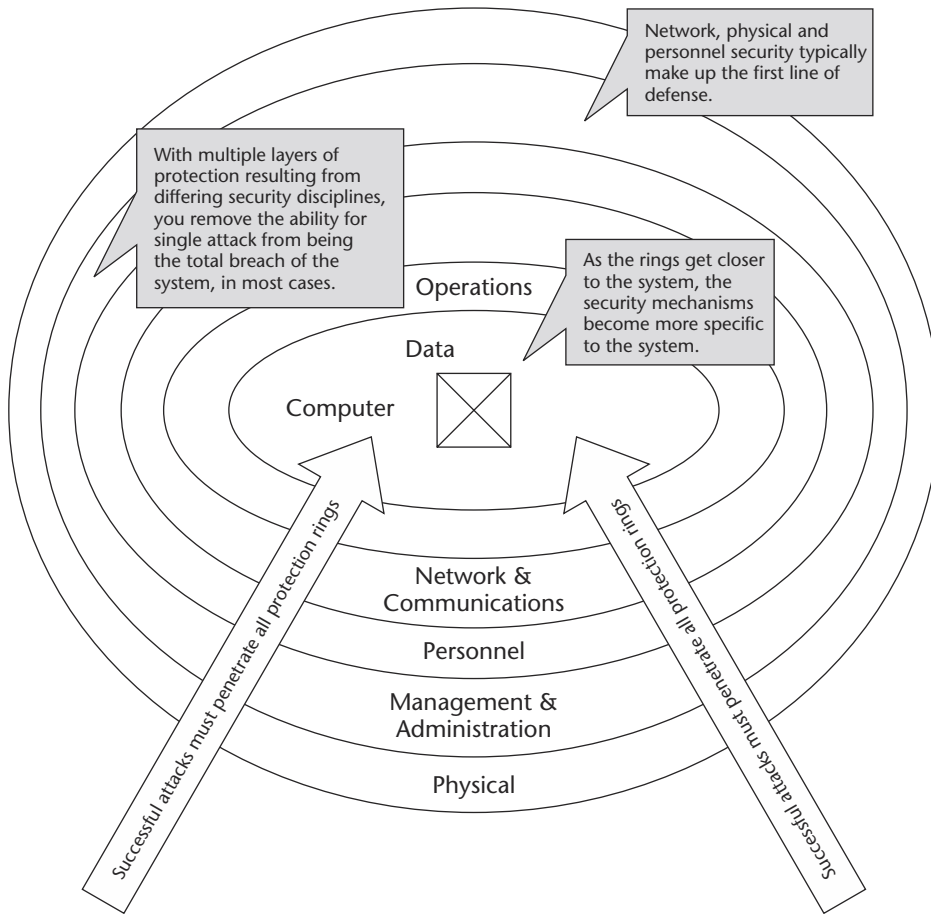 Network, physical and
personnel security typically
make up the first line of
defense.
With multiple layers of
protection resulting from
differing security disciplines,
you remove the ability for
single attack from being
the total breach of the
system, in most cases.
As the rings get closer
to the system, the
security mechanisms
become more specific
to the system.
Operations
Data
Computer
Successful attacks must penetrate all protection rings
Successful attacks must penetrate all protection rings
Network &
Communications
Personnel
Management &
Administration
Physical